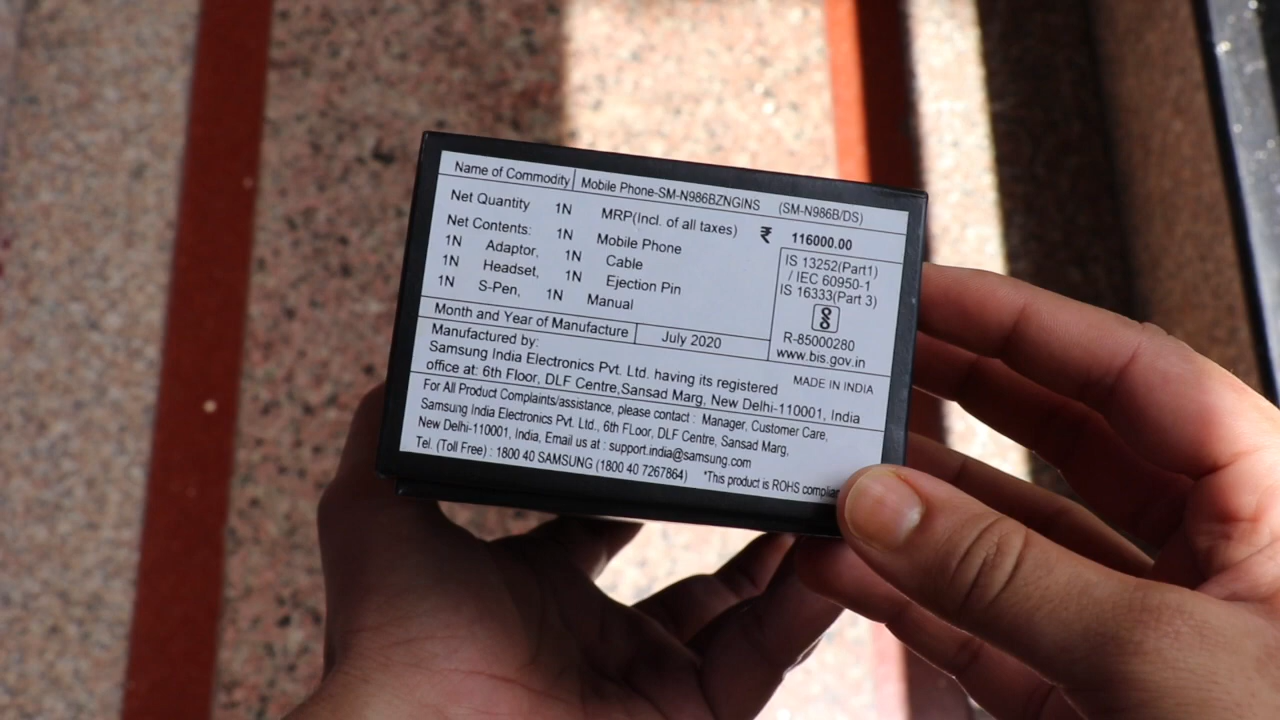 Name of Commodity Mobile Phone-SM-N986BZNGINS (SM-N986B/DS)
Net Quantity 1N MRP(Incl. of all taxes) ₹ 116000.00
Net Contents: 1N Mobile Phone
1N Adaptor, 1N Cable
1N Headset, 1N Ejection Pin
1N S-Pen, 1N Manual
IS 13252(Part1)
/ IEC 60950-1
IS 16333(Part 3)
R-85000280
www.bis.gov.in
Month and Year of Manufacture July 2020
Manufactured by:
Samsung India Electronics Pvt. Ltd. having its registered
office at: 6th Floor, DLF Centre,Sansad Marg, New Delhi-110001, India
MADE IN INDIA
For All Product Complaints/assistance, please contact : Manager, Customer Care,
Samsung India Electronics Pvt. Ltd., 6th FLoor, DLF Centre, Sansad Marg,
New Delhi-110001, India, Email us at : support.india@samsung.com
Tel. (Toll Free) : 1800 40 SAMSUNG (1800 40 7267864) *This product is ROHS